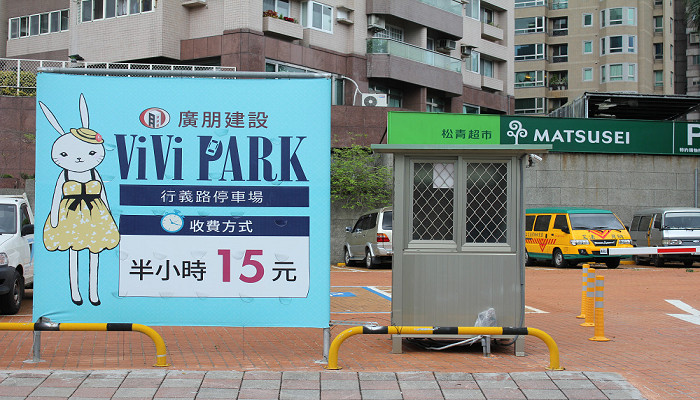 廣朋建設
ViVi PARK
行義路停車場
收費方式
半小時 15 元
松青超市
MATSUSEI
P